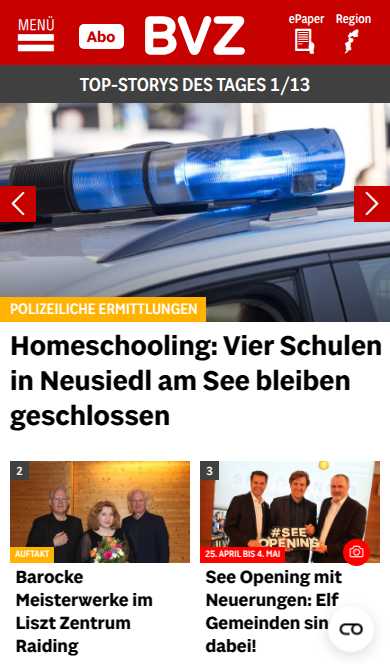 MENÜ
Abo
BVZ
ePaper
Region
TOP-STORYS DES TAGES 1/13
POLIZEILICHE ERMITTLUNGEN
Homeschooling: Vier Schulen
in Neusiedl am See bleiben
geschlossen
2
AUFTAKT
Barocke
Meisterwerke im
Liszt Zentrum
Raiding
3
#SEE
OPENING
25. APRIL BIS 4. MAI
See Opening mit
Neuerungen: Elf
Gemeinden sin
dabei!